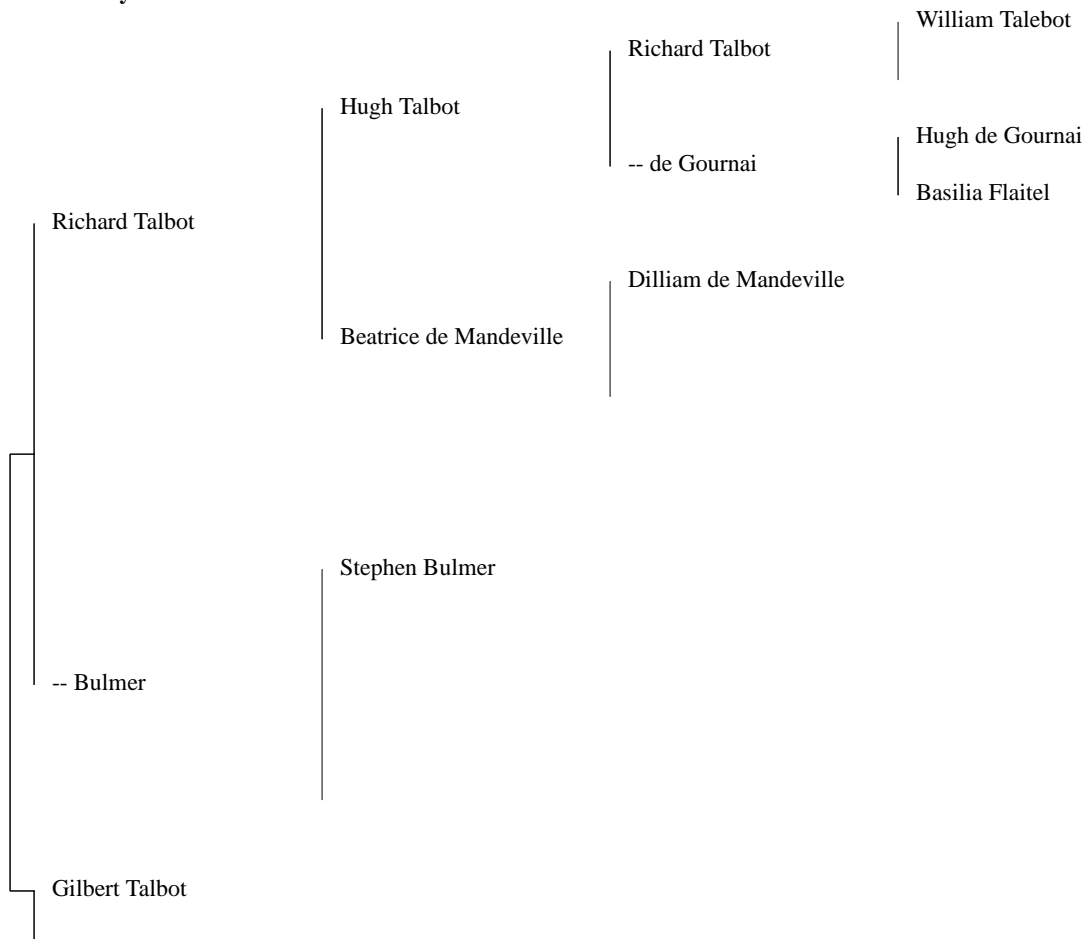 William Talebot
Richard Talbot
Hugh Talbot
Hugh de Gournai
-- de Gournai
Basilia Flaitel
Richard Talbot
Dilliam de Mandeville
Beatrice de Mandeville
Stephen Bulmer
-- Bulmer
Gilbert Talbot